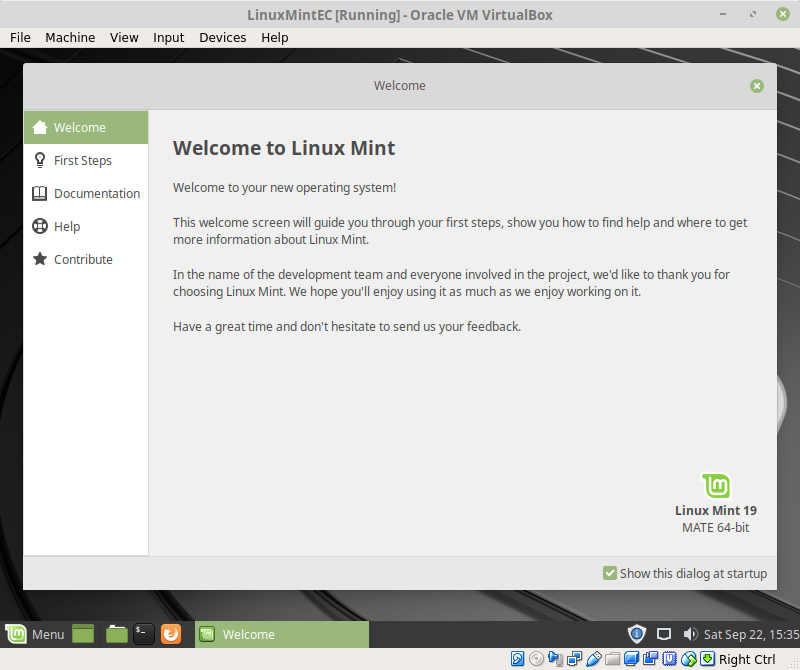 LinuxMintEC [Running] - Oracle VM VirtualBox
File Machine View Input Devices Help
Welcome
Welcome
First Steps
Documentation
Help
Contribute
Welcome to Linux Mint
Welcome to your new operating system!
This welcome screen will guide you through your first steps, show you how to find help and where to get
more information about Linux Mint.
In the name of the development team and everyone involved in the project, we'd like to thank you for
choosing Linux Mint. We hope you'll enjoy using it as much as we enjoy working on it.
Have a great time and don't hesitate to send us your feedback.
Linux Mint 19
MATE 64-bit
Show this dialog at startup
Menu Welcome Sat Sep 22, 15:35
Right Ctrl